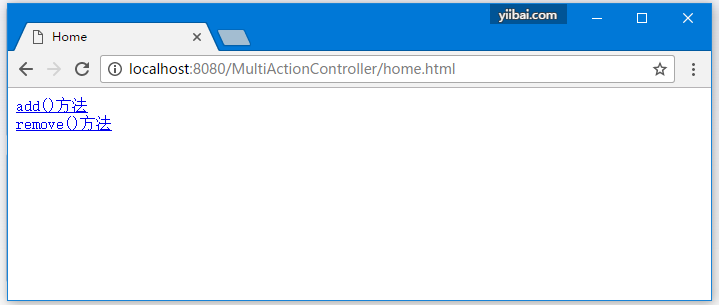 yiibai.com
Home
localhost:8080/MultiActionController/home.html
add()方法
remove()方法